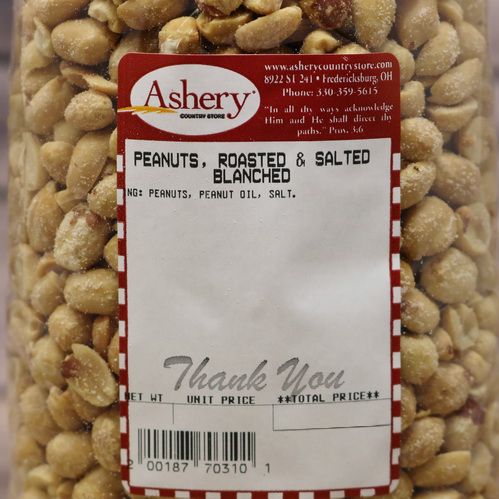 Ashery
COUNTRY STORE
www.asherycountrystore.com
8922 ST 241 • Fredericksburg, OH
Phone: 330-359-5615
"In all thy ways acknowledge
Him and He shall direct thy
paths." Prov. 3:6
PEANUTS, ROASTED & SALTED
BLANCHED
NG: PEANUTS, PEANUT OIL, SALT.
Thank You
NET WT UNIT PRICE **TOTAL PRICE**
2 00187 70310 1